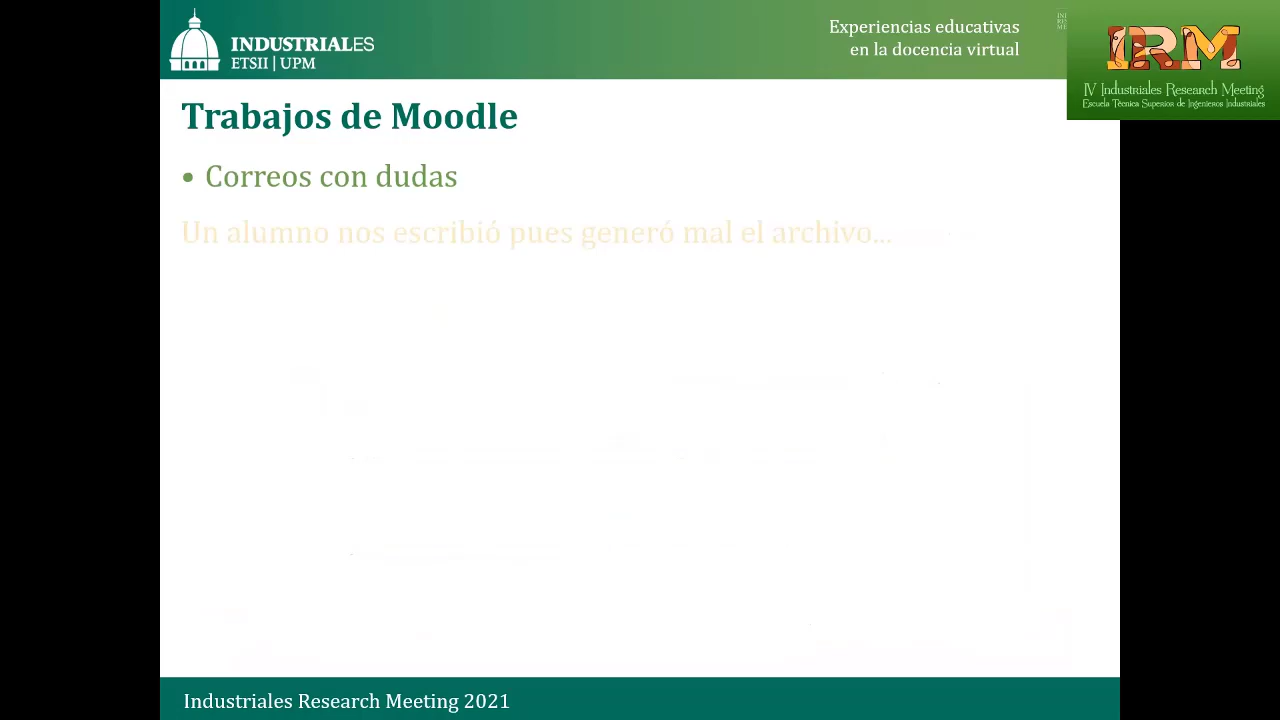 INDUSTRIALES
ETSII | UPM
Experiencias educativas
en la docencia virtual
IRM
IV Industriales Research Meeting
Escuela Técnica Superior de Ingenieros Industriales
Trabajos de Moodle
• Correos con dudas
Un alumno nos escribió pues generó mal el archivo...
Industriales Research Meeting 2021